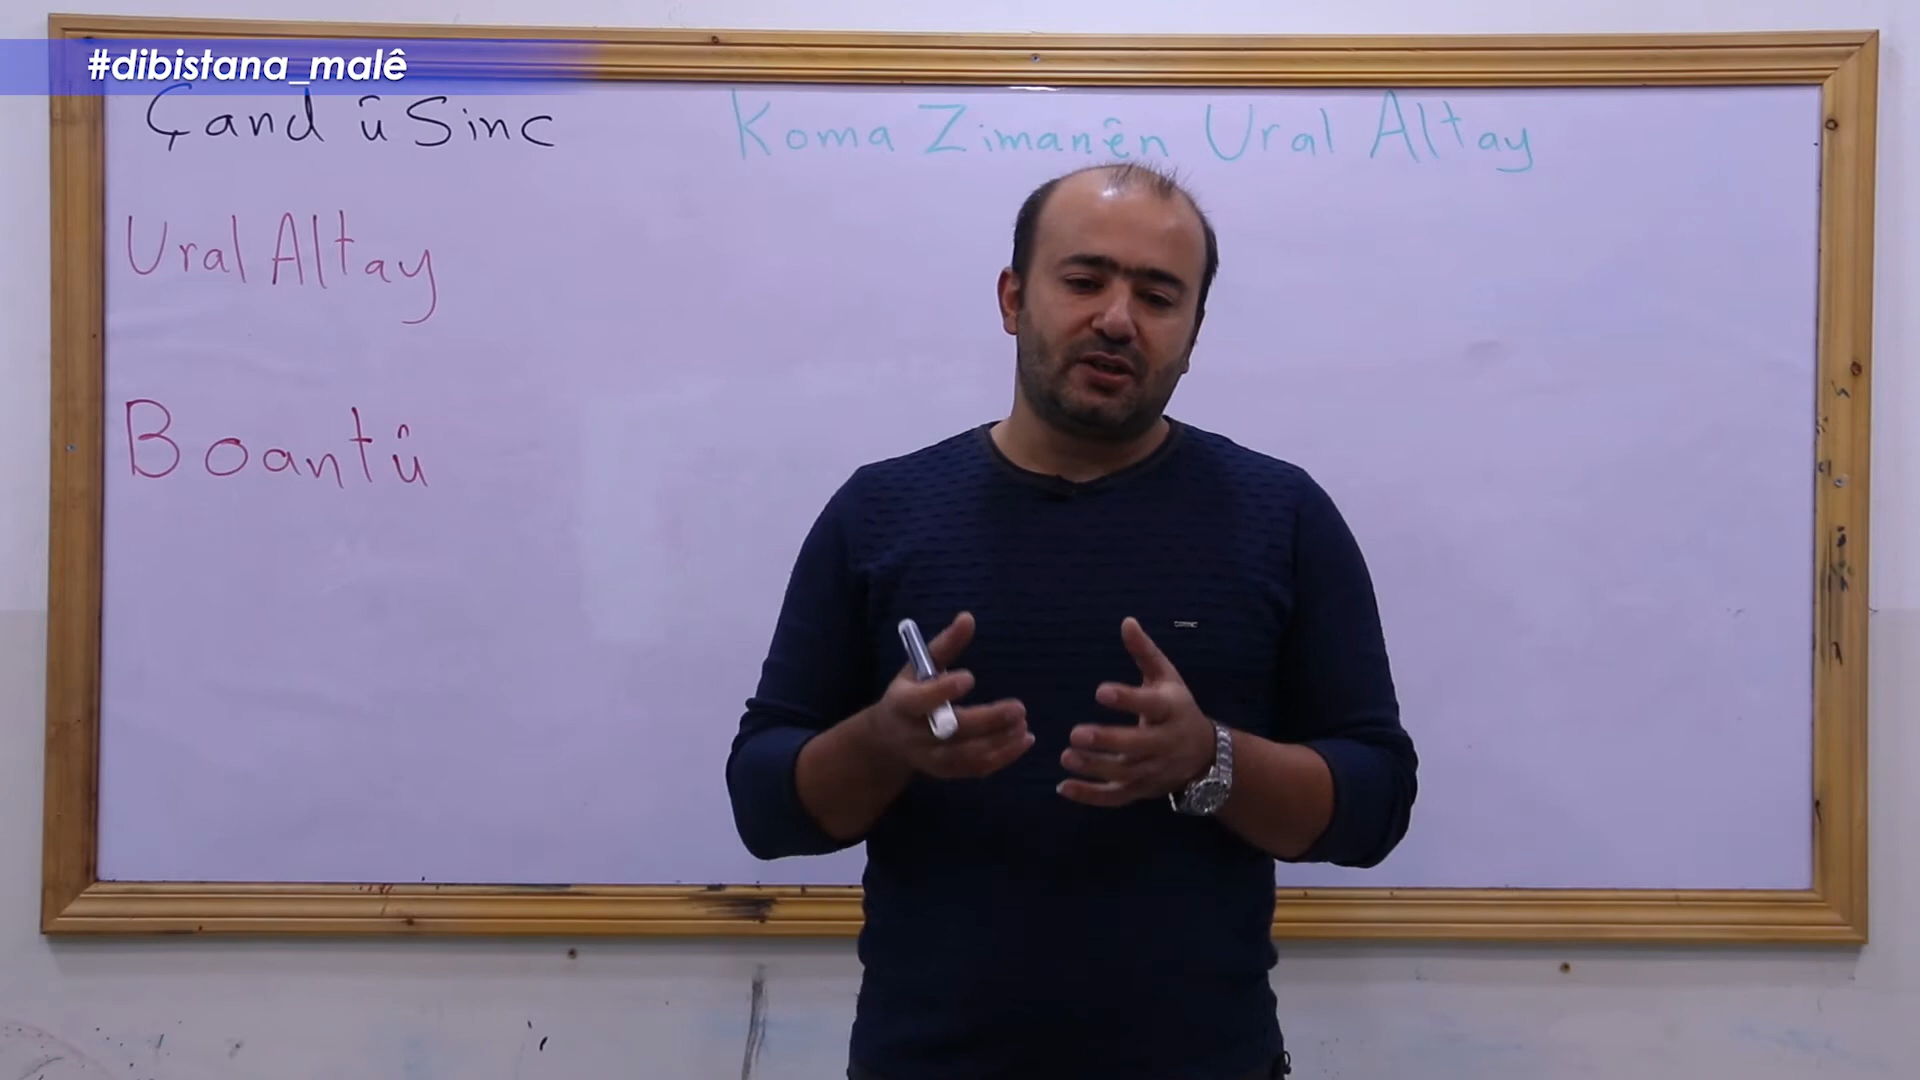 #dibistana_malê
Çand û Sinc
Koma Zimanên Ural Altay
Ural Altay
Boantû